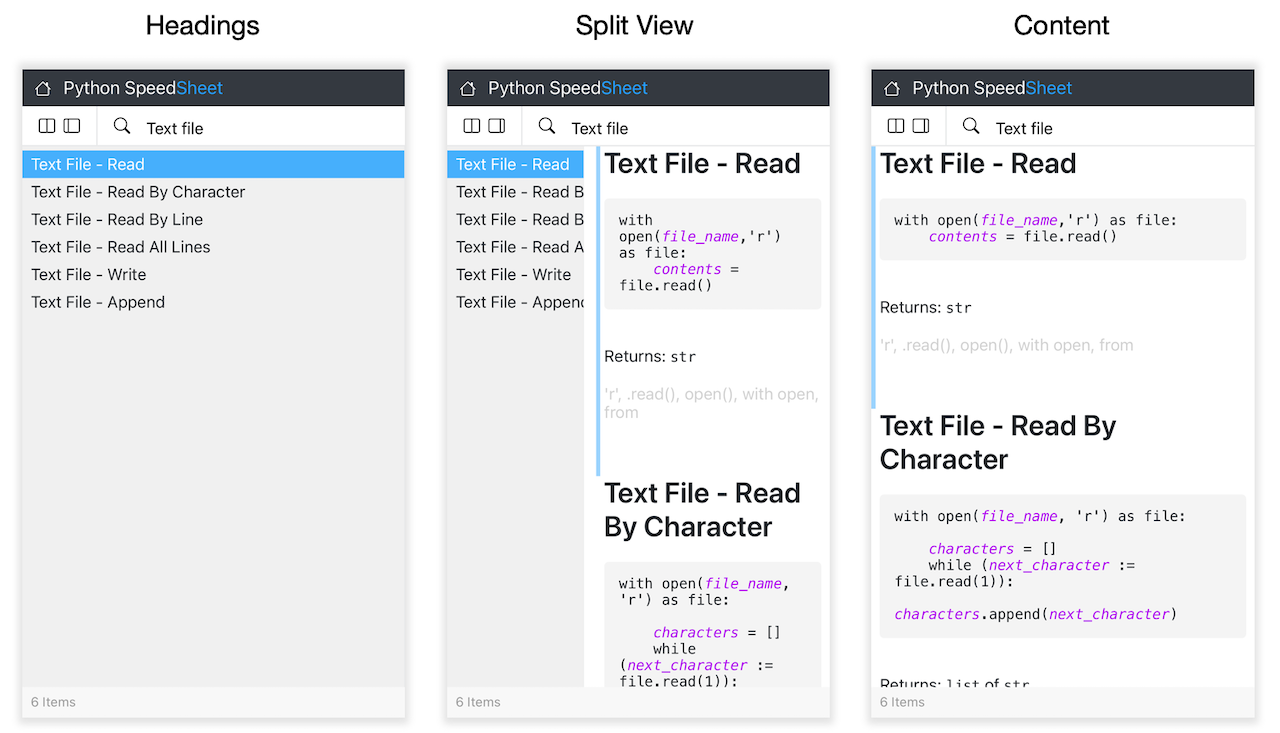 Headings
Split View
Content
Python SpeedSheet
Text file
Text File - Read
Text File - Read By Character
Text File - Read By Line
Text File - Read All Lines
Text File - Write
Text File - Append
6 Items
Python SpeedSheet
Text file
Text File - Read
Text File - Read B
Text File - Read B
Text File - Read A
Text File - Write
Text File - Append
Text File - Read
with
open(file_name,'r')
as file:
contents =
file.read()
Returns: str
'r', .read(), open(), with open,
from
Text File - Read
By Character
with open(file_name,
'r') as file:
characters = []
while
(next_character :=
file.read(1)):
6 Items
Python SpeedSheet
Text file
Text File - Read
with open(file_name,'r') as file:
contents = file.read()
Returns: str
'r', .read(), open(), with open, from
Text File - Read By
Character
with open(file_name, 'r') as file:
characters = []
while (next_character :=
file.read(1)):
characters.append(next_character)
Returns: list of str
6 Items